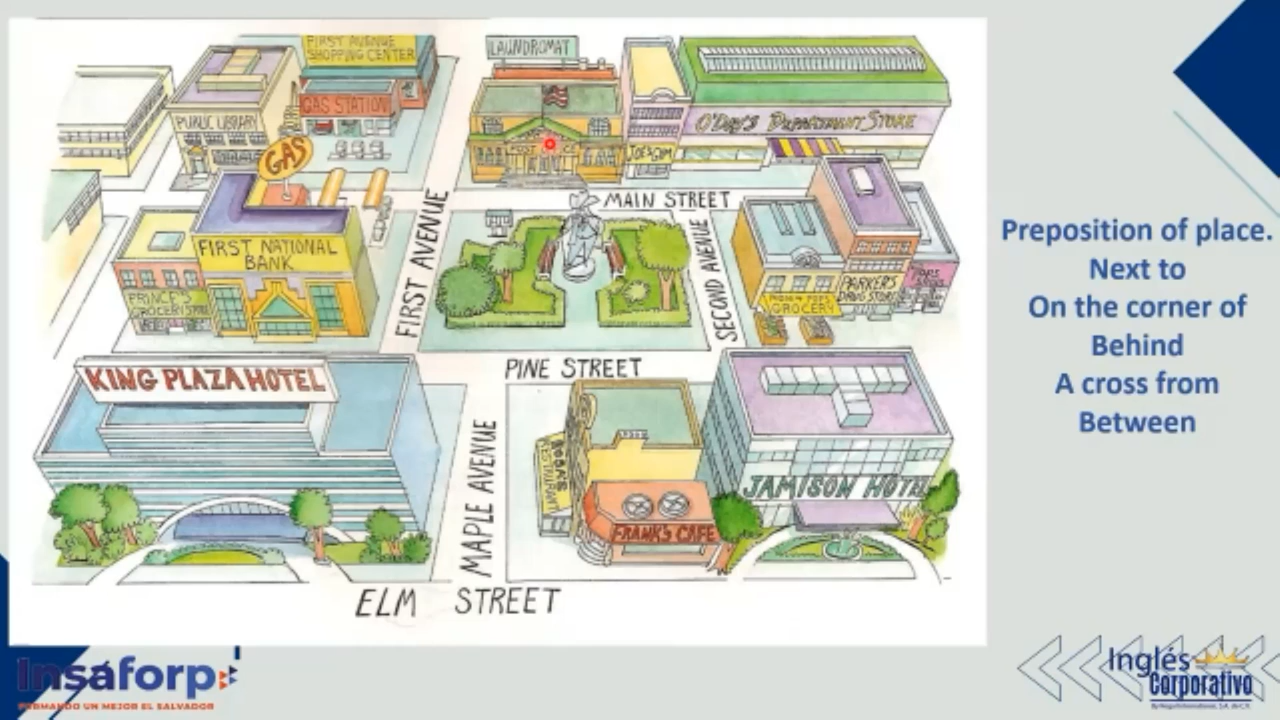 FIRST AVENUE
SHOPPING CENTER
LAUNDROMAT
GAS STATION
PUBLIC LIBRARY
O'DAY'S DEPARTMENT STORE
JOE'S GYM
GAS
MAIN STREET
FIRST NATIONAL
BANK
PRINCE'S
GROCERY STORE
FIRST AVENUE
SECOND AVENUE
PARKER'S
DRUG STORE
GROCERY
PINE STREET
KING PLAZA HOTEL
MAPLE AVENUE
RESTAURANT
JAMISON HOTEL
FRANK'S CAFE
ELM STREET
Preposition of place.
Next to
On the corner of
Behind
A cross from
Between
Insaforp
FORMANDO UN MEJOR EL SALVADOR
Inglés
Corporativo